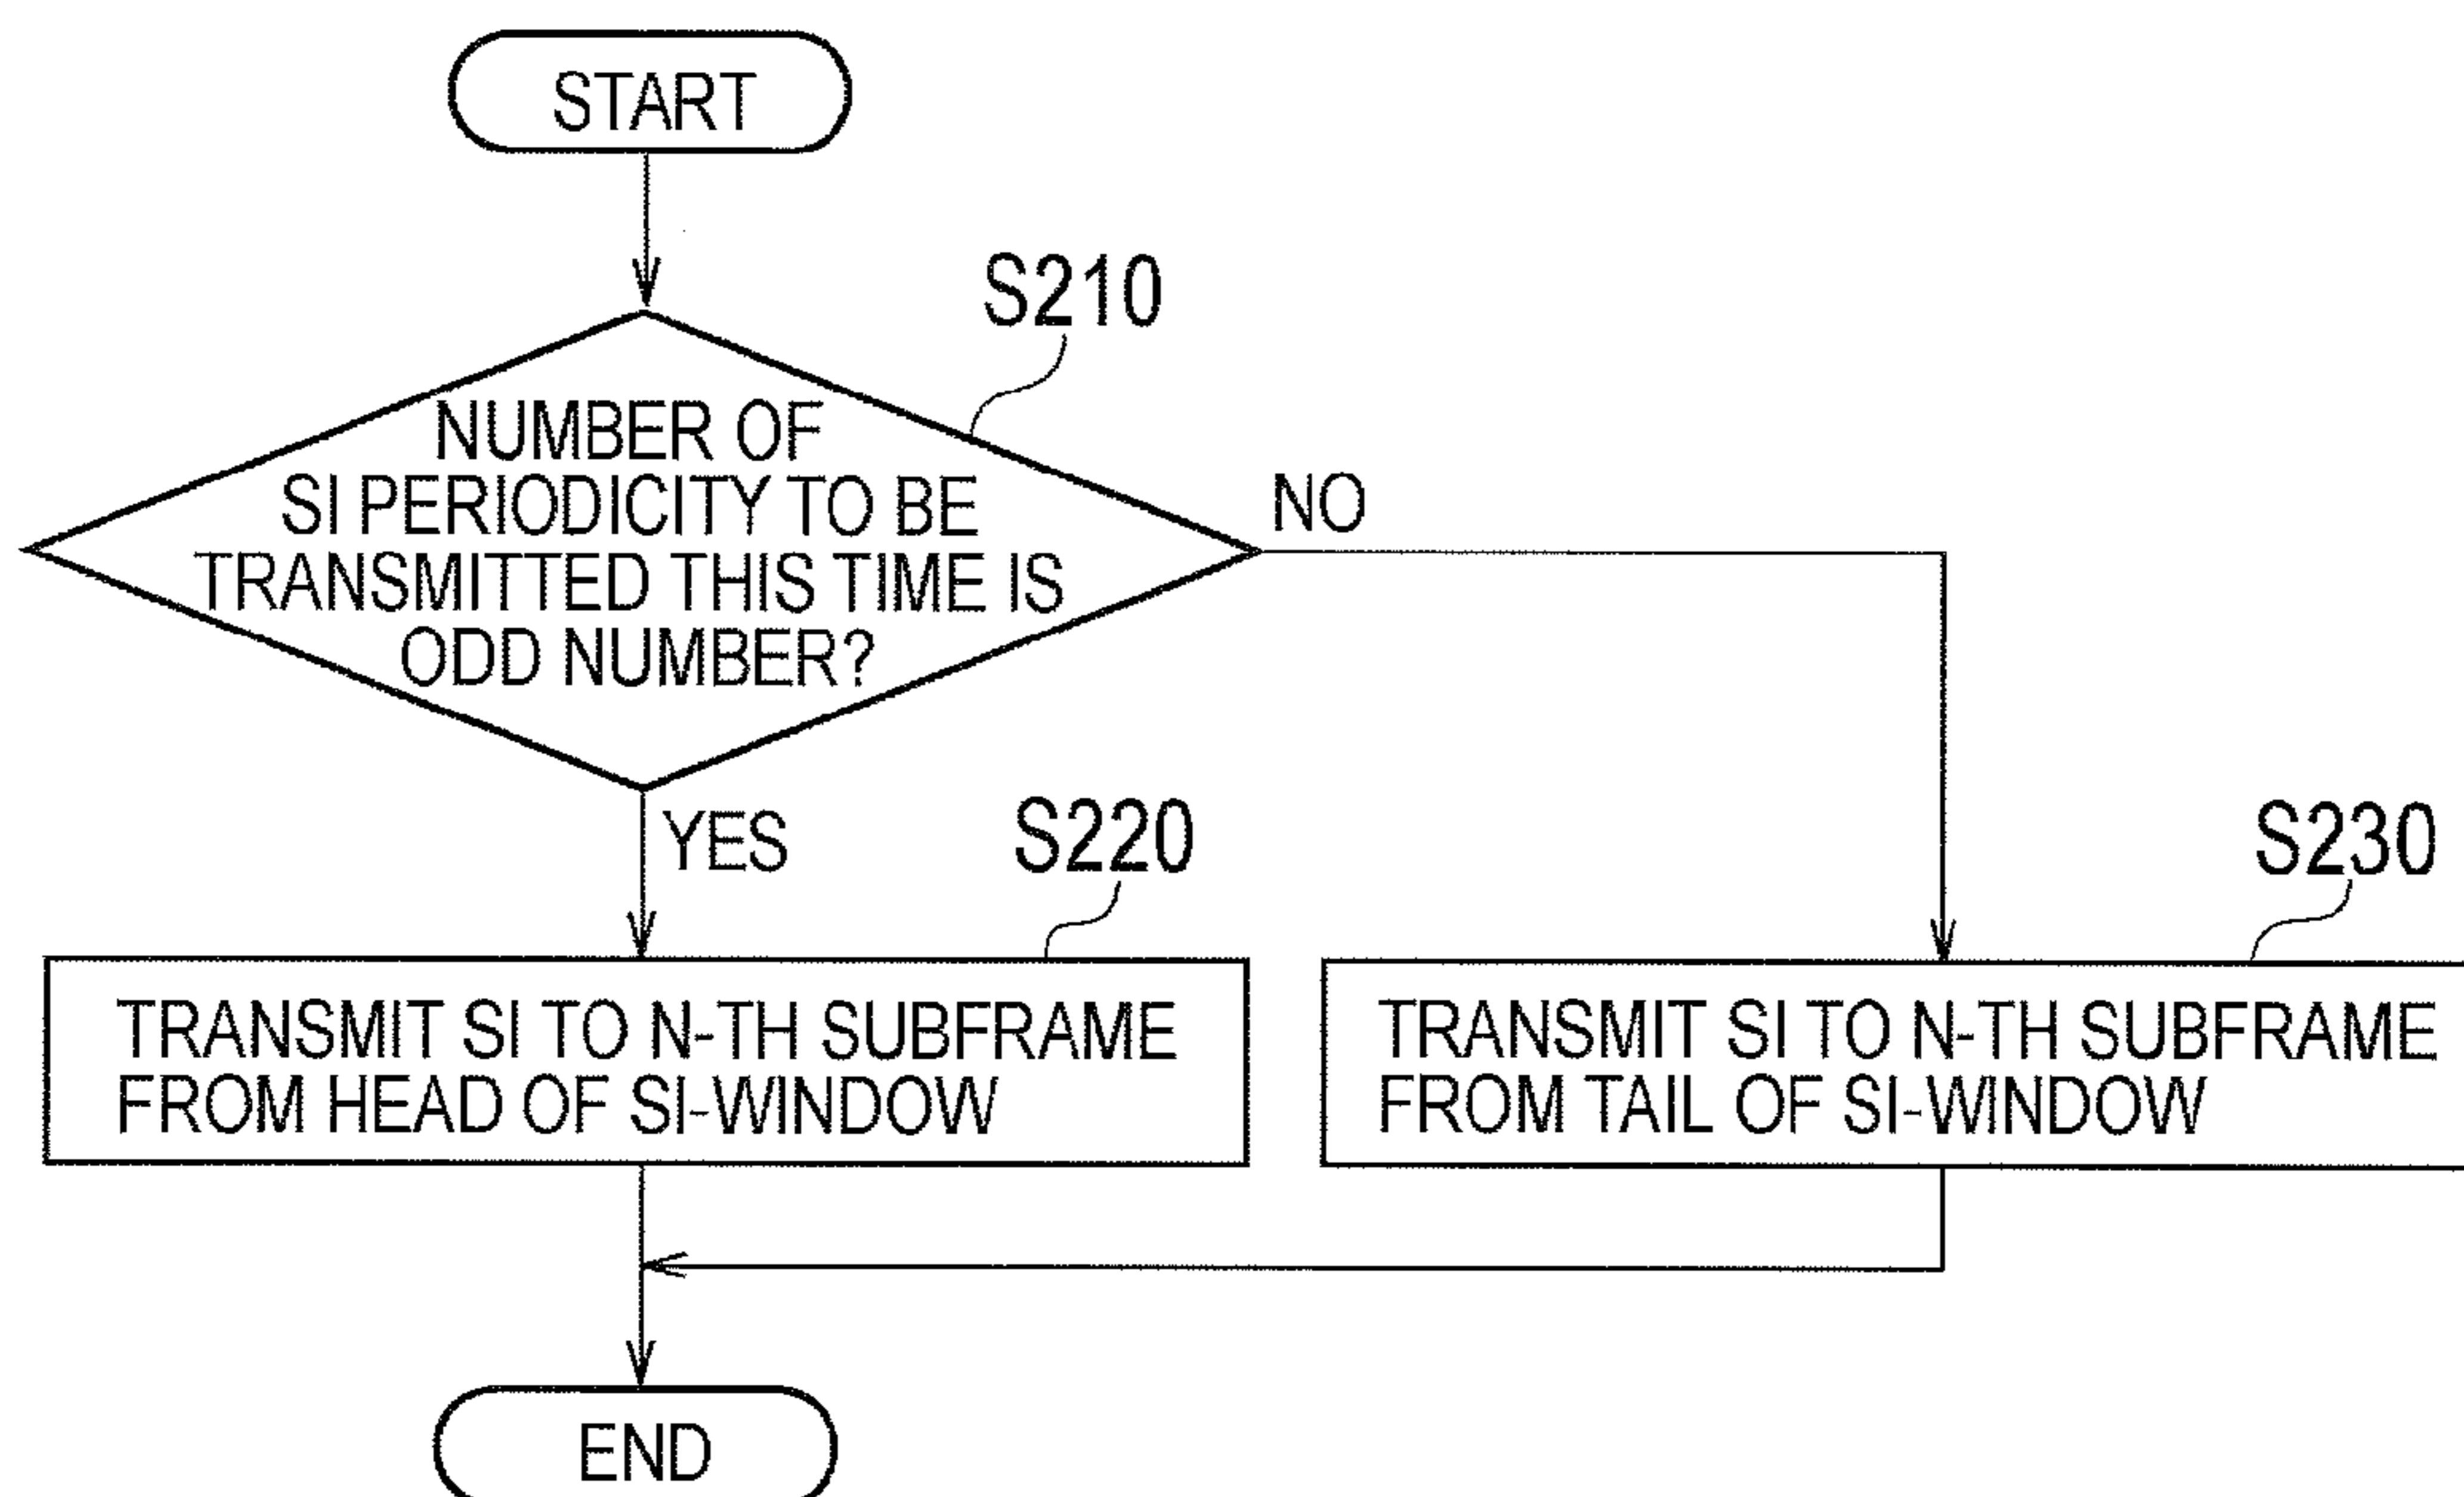 START
S210
NUMBER OF
SI PERIODICITY TO BE
TRANSMITTED THIS TIME IS
ODD NUMBER?
NO
YES
S220
S230
TRANSMIT SI TO N-TH SUBFRAME
FROM HEAD OF SI-WINDOW
TRANSMIT SI TO N-TH SUBFRAME
FROM TAIL OF SI-WINDOW
END